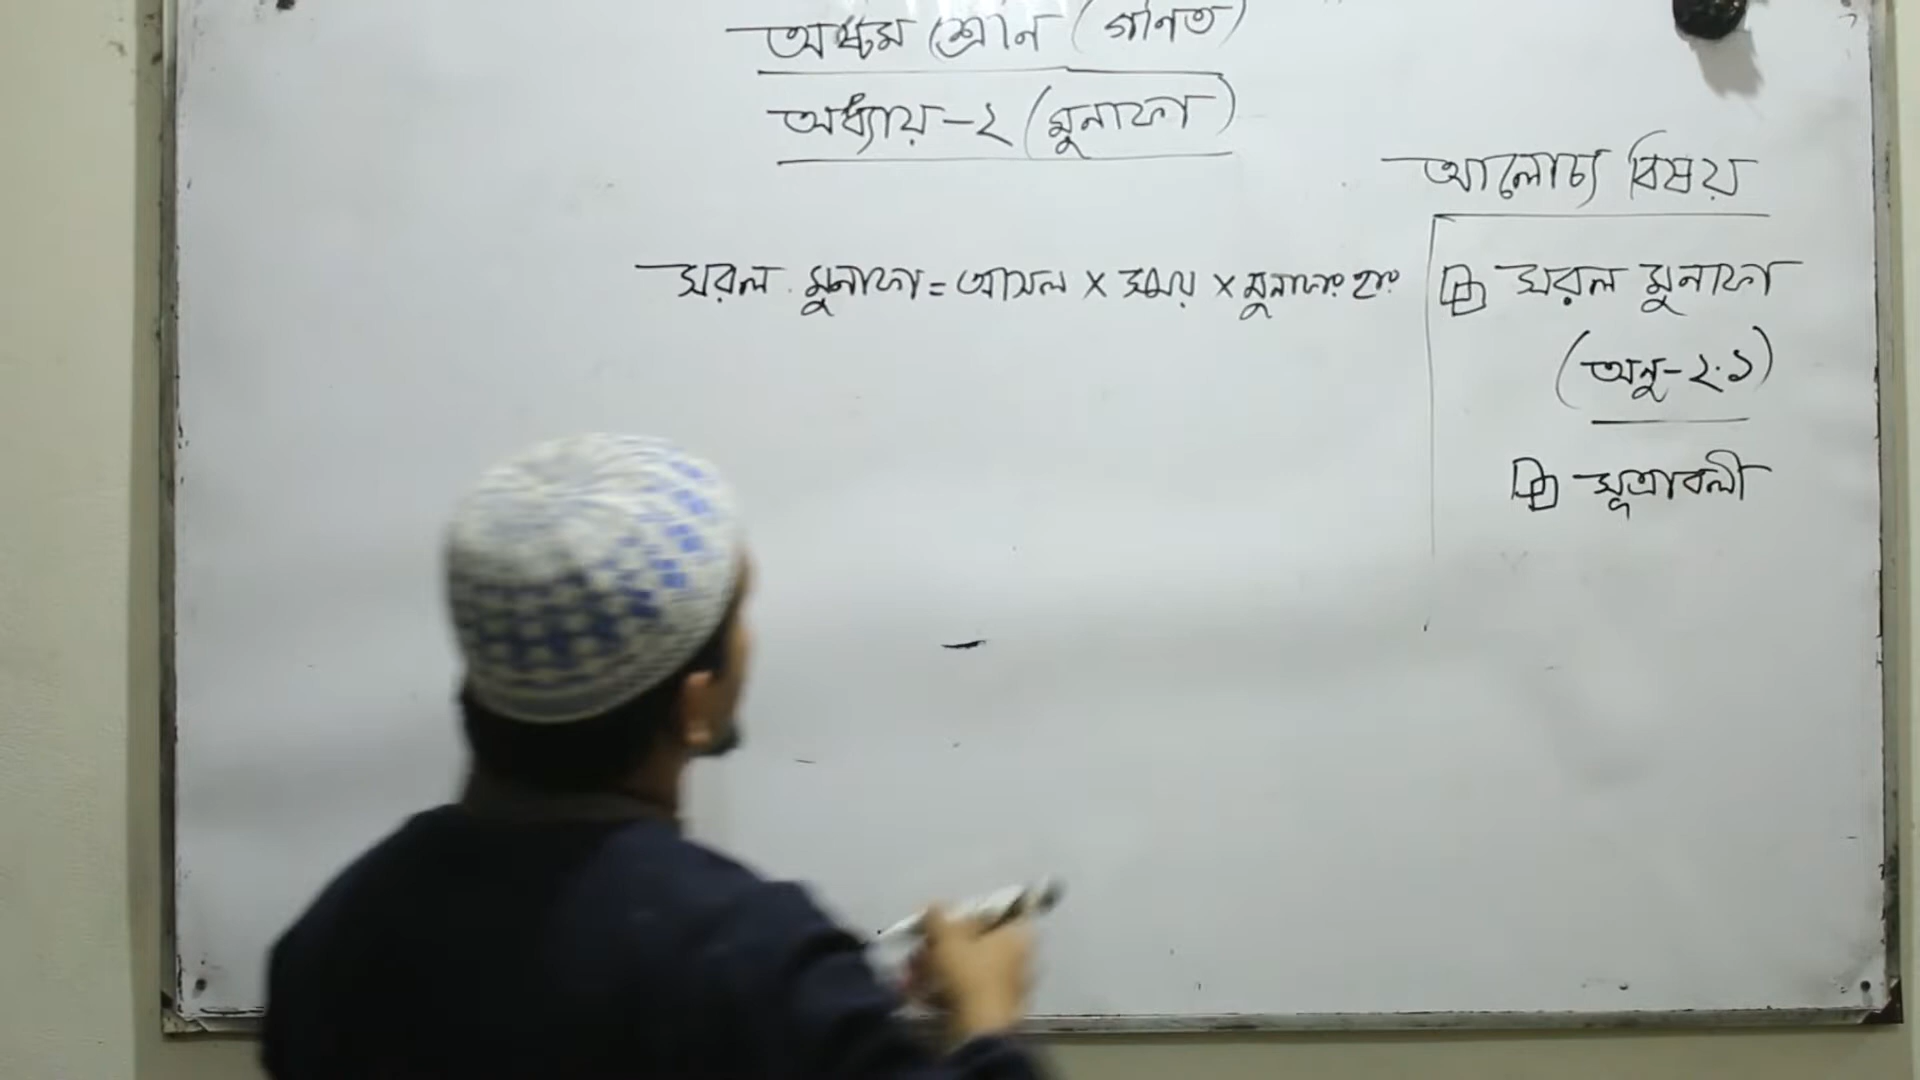 অষ্টম শ্রেণি (গণিত)
অধ্যায়-২ (মুনাফা)
আলোচ্য বিষয়
সরল মুনাফা = আসল × সময় × মুনাফার হার
সরল মুনাফা
(অনু-২.১)
সূত্রাবলী